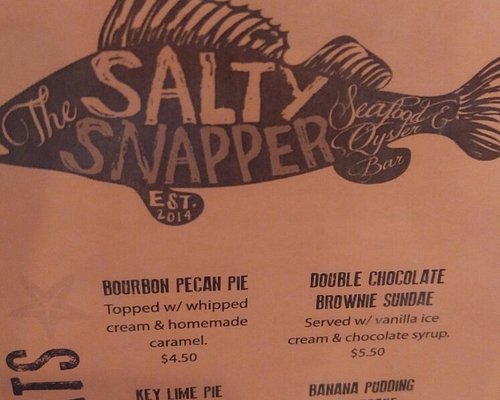 The
SALTY
SNAPPER
Seafood &
Oyster
Bar
EST.
2014
BOURBON PECAN PIE
Topped w/ whipped
cream & homemade
caramel.
$4.50
DOUBLE CHOCOLATE
BROWNIE SUNDAE
Served w/ vanilla ice
cream & chocolate syrup.
$5.50
KEY LIME PIE
BANANA PUDDING